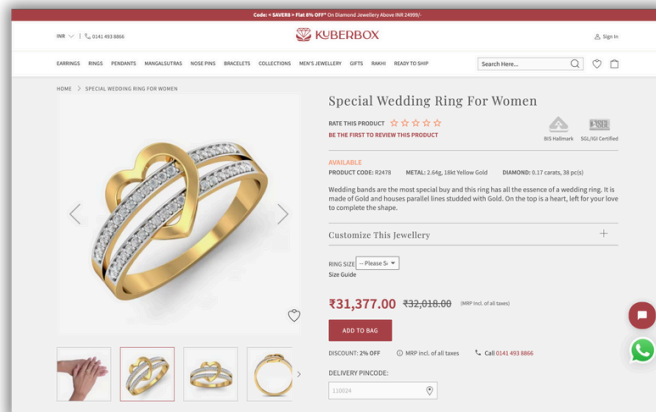 Code: "SAVER8 - Flat 8% OFF" On Diamond Jewellery Above INR 24999/-
INR
0141 493 8866
KUBERBOX
Sign In
EARRINGS RINGS PENDANTS MANGALSUTRAS NOSE PINS BRACELETS COLLECTIONS MEN'S JEWELLERY GIFTS RAKHI READY TO SHIP
Search Here...
HOME > SPECIAL WEDDING RING FOR WOMEN
Special Wedding Ring For Women
RATE THIS PRODUCT
BE THE FIRST TO REVIEW THIS PRODUCT
BIS Hallmark SGL/IGI Certified
AVAILABLE
PRODUCT CODE: R2478 METAL: 2.64g, 18kt Yellow Gold DIAMOND: 0.17 carats, 38 pc(s)
Wedding bands are the most special buy and this ring has all the essence of a wedding ring. It is
made of Gold and houses parallel lines studded with Gold. On the top is a heart, left for your love
to complete the shape.
Customize This Jewellery
RING SIZE -- Please S
Size Guide
₹31,377.00 ₹32,018.00 (MRP Incl. of all taxes)
ADD TO BAG
DISCOUNT: 2% OFF MRP incl. of all taxes Call 0141 493 8866
DELIVERY PINCODE:
110024